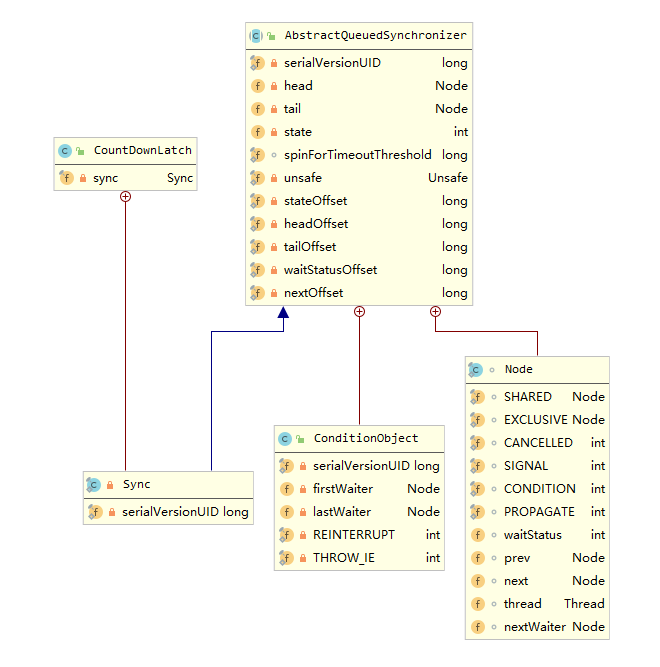 AbstractQueuedSynchronizer
serialVersionUID long
head Node
tail Node
state int
spinForTimeoutThreshold long
unsafe Unsafe
stateOffset long
headOffset long
tailOffset long
waitStatusOffset long
nextOffset long
CountDownLatch
sync Sync
Node
SHARED Node
EXCLUSIVE Node
CANCELLED int
SIGNAL int
CONDITION int
PROPAGATE int
waitStatus int
prev Node
next Node
thread Thread
nextWaiter Node
ConditionObject
serialVersionUID long
firstWaiter Node
lastWaiter Node
REINTERRUPT int
THROW_IE int
Sync
serialVersionUID long